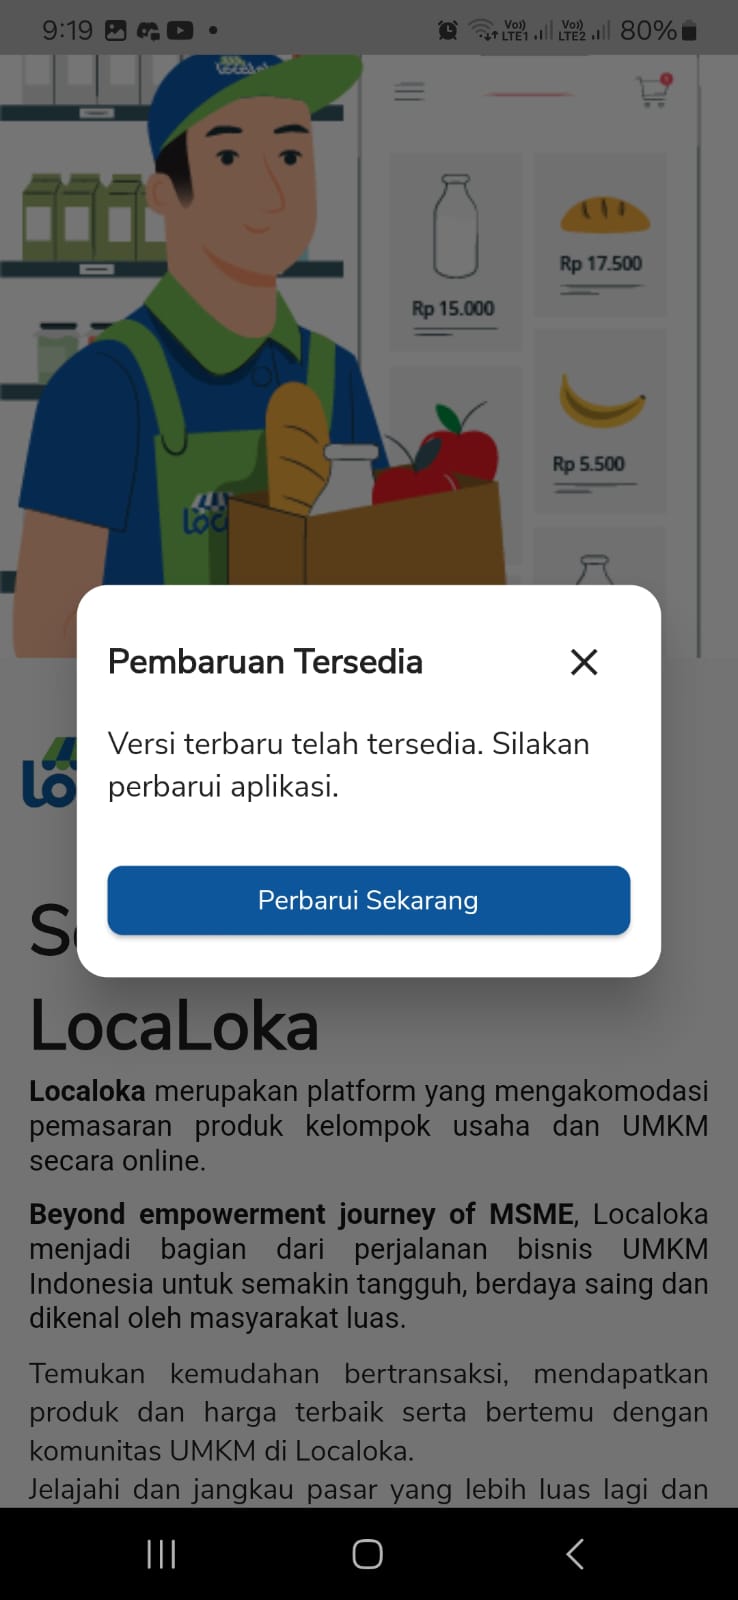 9:19
Vo)) LTE1
Vo)) LTE2
80%
Rp 17.500
Rp 15.000
Rp 5.500
Pembaruan Tersedia
Versi terbaru telah tersedia. Silakan
perbarui aplikasi.
Perbarui Sekarang
LocaLoka
Localoka merupakan platform yang mengakomodasi
pemasaran produk kelompok usaha dan UMKM
secara online.
Beyond empowerment journey of MSME, Localoka
menjadi bagian dari perjalanan bisnis UMKM
Indonesia untuk semakin tangguh, berdaya saing dan
dikenal oleh masyarakat luas.
Temukan kemudahan bertransaksi, mendapatkan
produk dan harga terbaik serta bertemu dengan
komunitas UMKM di Localoka.
Jelajahi dan jangkau pasar yang lebih luas lagi dan